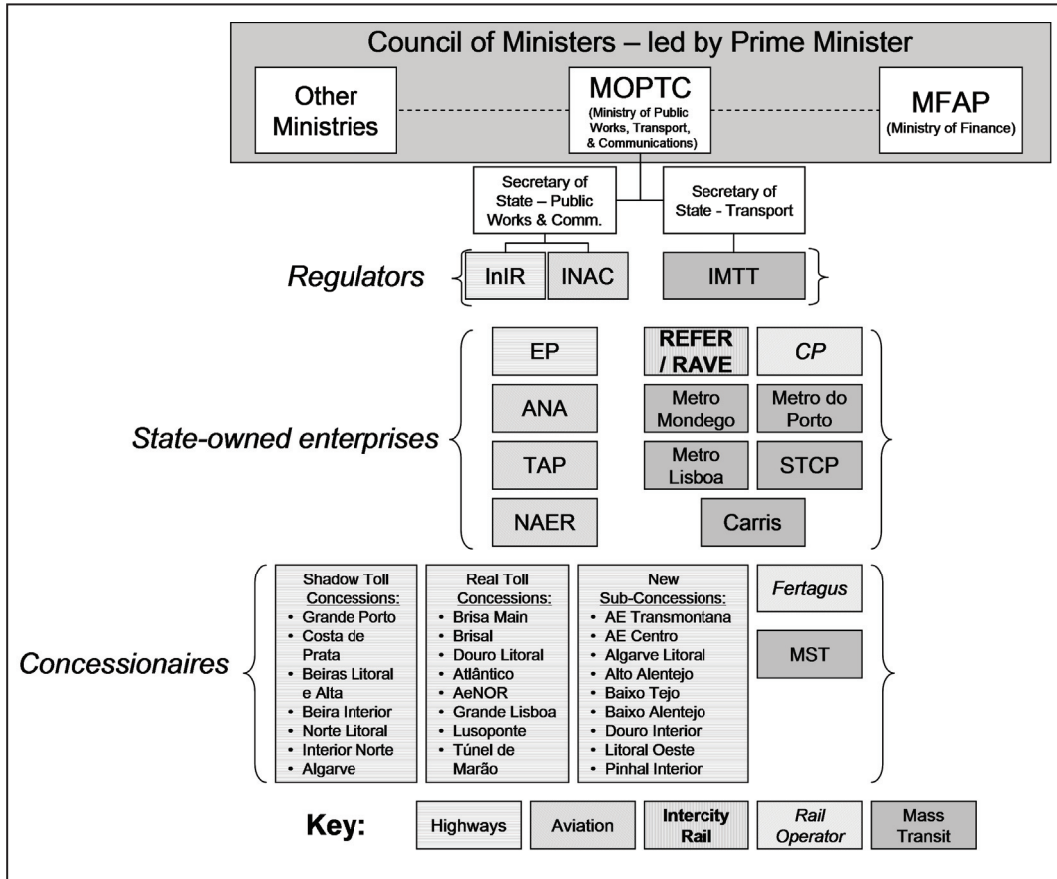 Council of Ministers – led by Prime Minister
Other
Ministries
MOPTC
(Ministry of Public
Works, Transport,
& Communications)
MFAP
(Ministry of Finance)
Secretary of
State – Public
Works & Comm.
Secretary of
State - Transport
Regulators
InIR
INAC
IMTT
State-owned enterprises
EP
REFER
/ RAVE
CP
ANA
Metro
Mondego
Metro do
Porto
TAP
Metro
Lisboa
STCP
NAER
Carris
Concessionaires
Shadow Toll
Concessions:
• Grande Porto
• Costa de
Prata
• Beiras Litoral
e Alta
• Beira Interior
• Norte Litoral
• Interior Norte
• Algarve
Real Toll
Concessions:
• Brisa Main
• Brisal
• Douro Litoral
• Atlântico
• AeNOR
• Grande Lisboa
• Lusoponte
• Túnel de
Marão
New
Sub-Concessions:
• AE Transmontana
• AE Centro
• Algarve Litoral
• Alto Alentejo
• Baixo Tejo
• Baixo Alentejo
• Douro Interior
• Litoral Oeste
• Pinhal Interior
Fertagus
MST
Key:
Highways
Aviation
Intercity
Rail
Rail
Operator
Mass
Transit